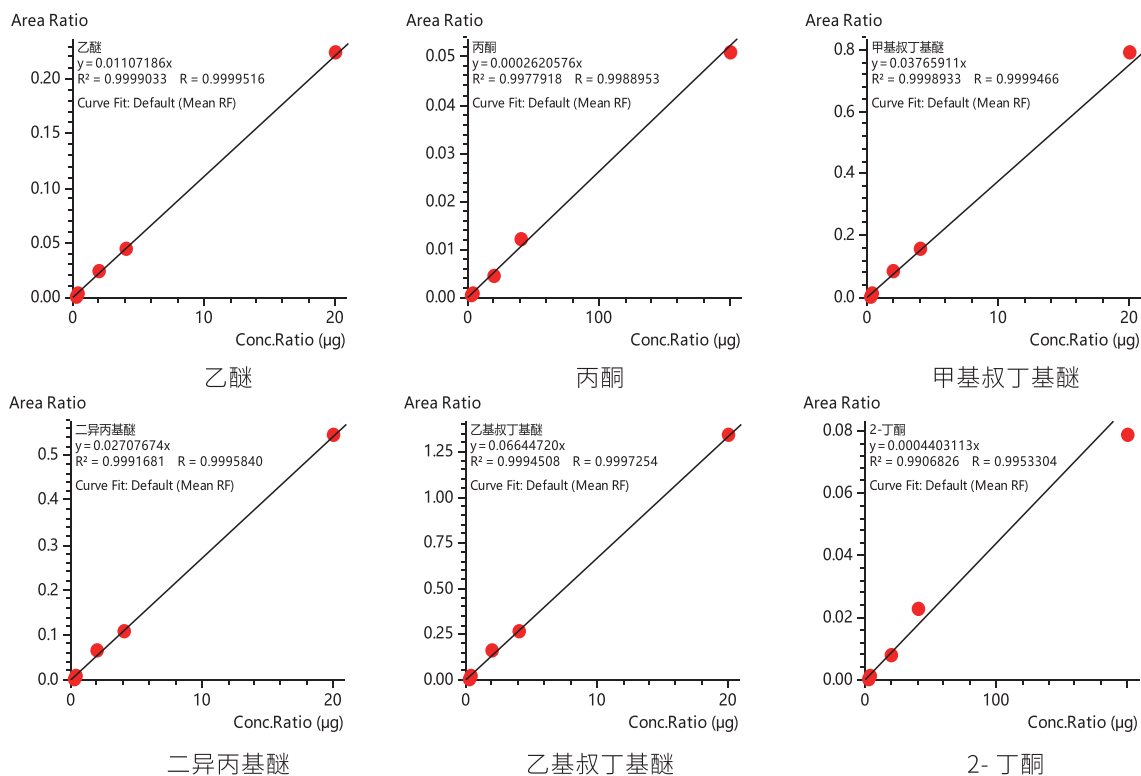 Area Ratio
乙醚
y=0.01107186x
R² = 0.9999033 R = 0.9999516
Curve Fit: Default (Mean RF)
0.20
0.15
0.10
0.05
0.00
0 10 20
Conc.Ratio (µg)
乙醚
Area Ratio
丙酮
y=0.0002620576x
R² = 0.9977918 R = 0.9988953
Curve Fit: Default (Mean RF)
0.05
0.04
0.03
0.02
0.01
0.00
0 100
Conc.Ratio (µg)
丙酮
Area Ratio
甲基叔丁基醚
y=0.03765911x
R² = 0.9998933 R = 0.9999466
Curve Fit: Default (Mean RF)
0.8
0.6
0.4
0.2
0.0
0 10 20
Conc.Ratio (µg)
甲基叔丁基醚
Area Ratio
二异丙基醚
y=0.02707674x
R² = 0.9991681 R = 0.9995840
Curve Fit: Default (Mean RF)
0.5
0.4
0.3
0.2
0.1
0.0
0 10 20
Conc.Ratio (µg)
二异丙基醚
Area Ratio
乙基叔丁基醚
y=0.06644720x
R² = 0.9994508 R = 0.9997254
Curve Fit: Default (Mean RF)
1.25
1.00
0.75
0.50
0.25
0.00
0 10 20
Conc.Ratio (µg)
乙基叔丁基醚
Area Ratio
2-丁酮
y=0.0004403113x
R² = 0.9906826 R = 0.9953304
Curve Fit: Default (Mean RF)
0.08
0.06
0.04
0.02
0.00
0 100
Conc.Ratio (µg)
2- 丁酮